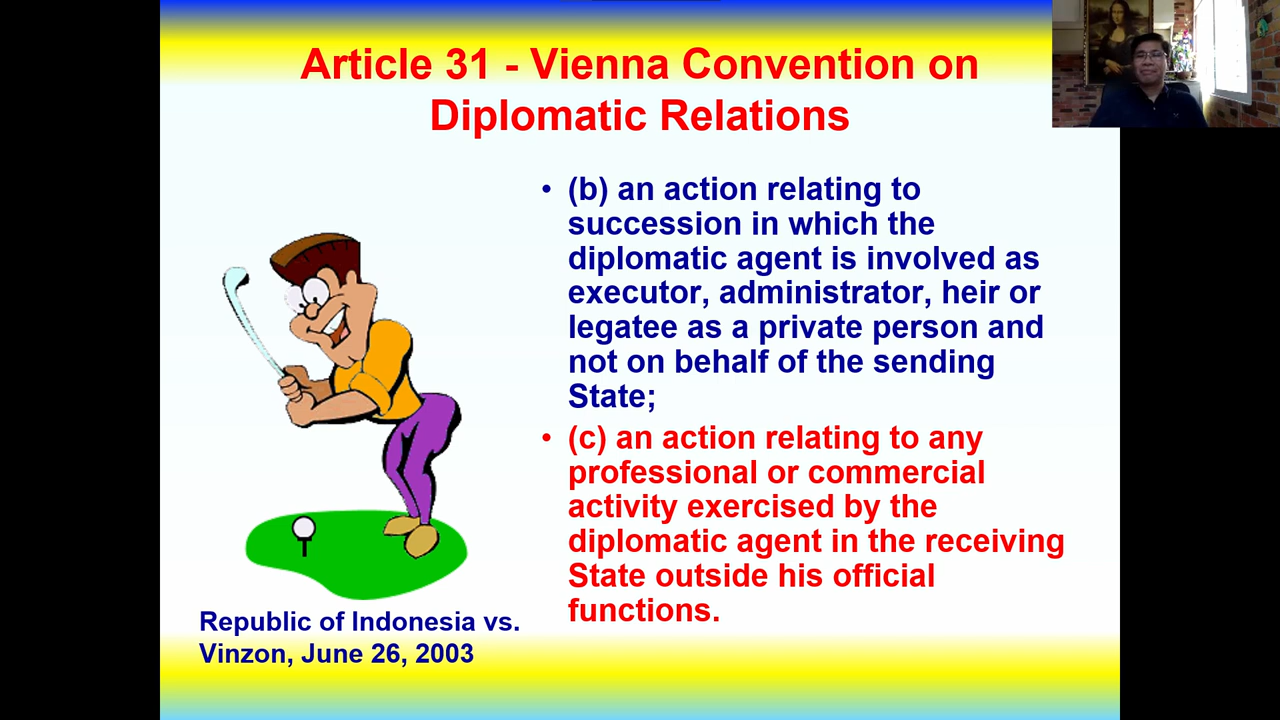 Article 31 - Vienna Convention on
Diplomatic Relations
• (b) an action relating to
succession in which the
diplomatic agent is involved as
executor, administrator, heir or
legatee as a private person and
not on behalf of the sending
State;
• (c) an action relating to any
professional or commercial
activity exercised by the
diplomatic agent in the receiving
State outside his official
functions.
Republic of Indonesia vs.
Vinzon, June 26, 2003